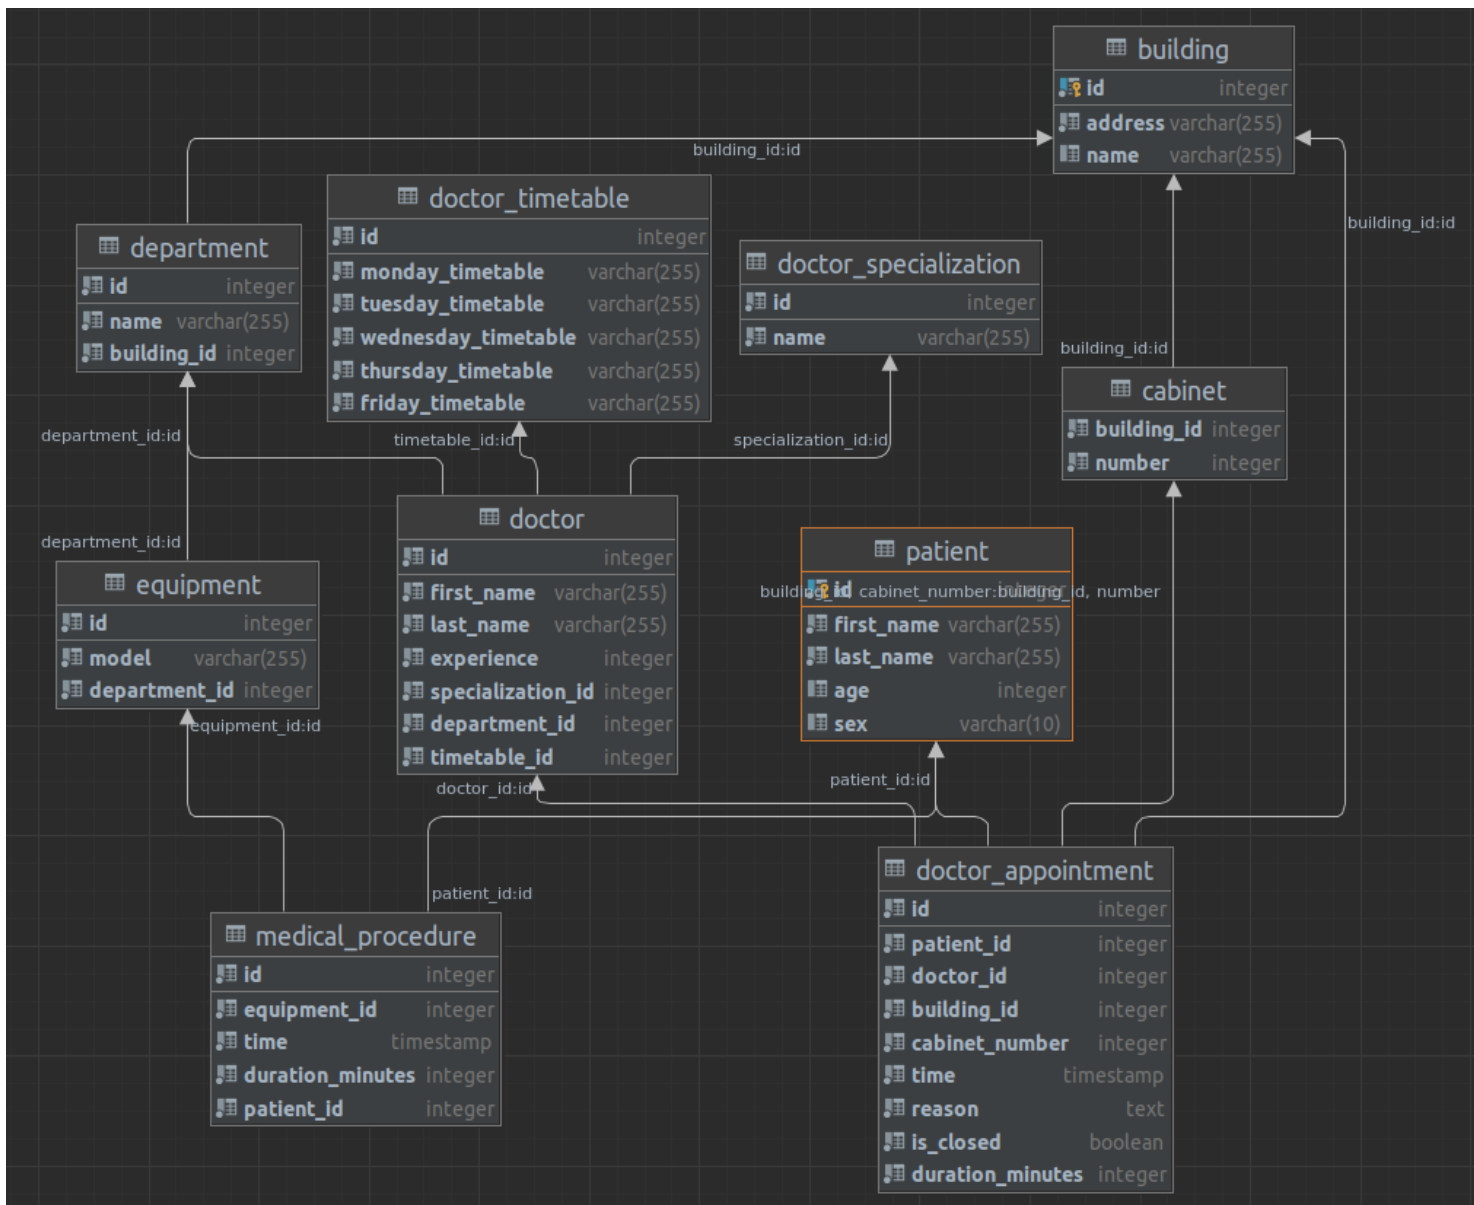 building
id integer
address varchar(255)
name varchar(255)
building_id:id
doctor_timetable
id integer
monday_timetable varchar(255)
tuesday_timetable varchar(255)
wednesday_timetable varchar(255)
thursday_timetable varchar(255)
friday_timetable varchar(255)
department
id integer
name varchar(255)
building_id integer
doctor_specialization
id integer
name varchar(255)
building_id:id
building_id:id
cabinet
building_id integer
number integer
department_id:id
timetable_id:id
specialization_id:id
doctor
id integer
first_name varchar(255)
last_name varchar(255)
experience integer
specialization_id integer
department_id integer
timetable_id integer
department_id:id
equipment
id integer
model varchar(255)
department_id integer
equipment_id:id
patient
id integer
cabinet_number:building_id, number
first_name varchar(255)
last_name varchar(255)
age integer
sex varchar(10)
doctor_id:id
patient_id:id
patient_id:id
medical_procedure
id integer
equipment_id integer
time timestamp
duration_minutes integer
patient_id integer
doctor_appointment
id integer
patient_id integer
doctor_id integer
building_id integer
cabinet_number integer
time timestamp
reason text
is_closed boolean
duration_minutes integer